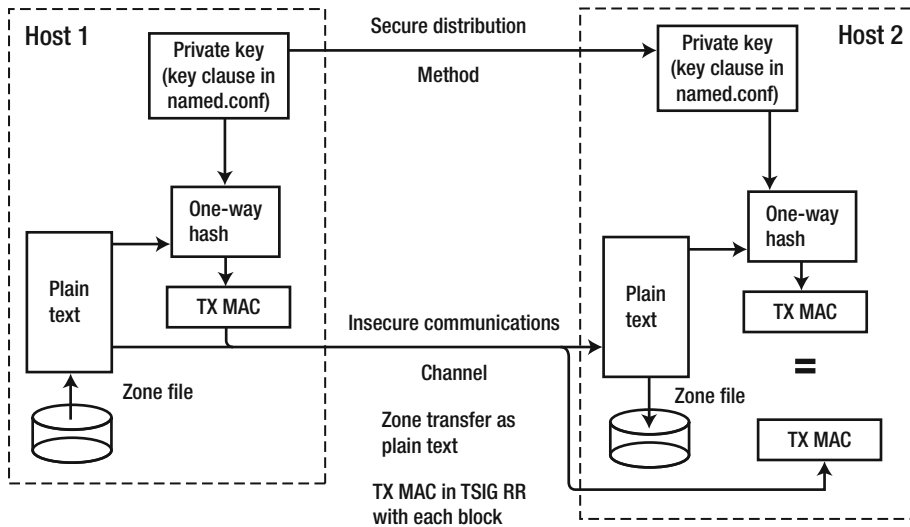 Host 1
Private key
(key clause in
named.conf)
Secure distribution
Method
Private key
(key clause in
named.conf)
Host 2
One-way
hash
One-way
hash
Plain
text
TX MAC
Insecure communications
Channel
Plain
text
TX MAC
=
Zone file
Zone file
Zone transfer as
plain text
TX MAC
TX MAC in TSIG RR
with each block